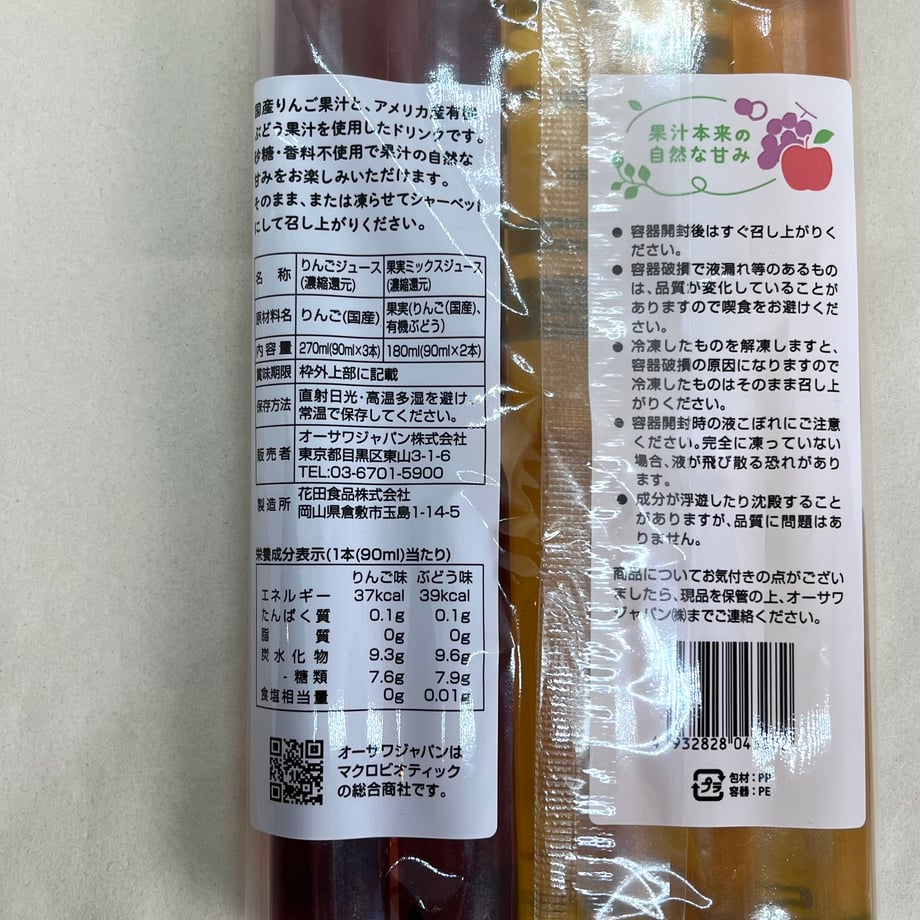 国産りんご果汁と、アメリカ産有機
ぶどう果汁を使用したドリンクです。
砂糖・香料不使用で果汁の自然な
甘みをお楽しみいただけます。
そのまま、または凍らせてシャーベット
にして召し上がりください。
名称 りんごジュース(濃縮還元) 果実ミックスジュース(濃縮還元)
原材料名 りんご(国産) 果実(りんご(国産)、有機ぶどう)
内容量 270ml(90ml×3本) 180ml(90ml×2本)
賞味期限 枠外上部に記載
保存方法 直射日光・高温多湿を避け、
常温で保存してください。
販売者 オーサワジャパン株式会社
東京都目黒区東山3-1-6
TEL:03-6701-5900
製造所 花田食品株式会社
岡山県倉敷市玉島1-14-5
栄養成分表示(1本(90ml)当たり)
りんご味 ぶどう味
エネルギー 37kcal 39kcal
たんぱく質 0.1g 0.1g
脂質 0g 0g
炭水化物 9.3g 9.6g
-糖類 7.6g 7.9g
食塩相当量 0g 0.01g
オーサワジャパンは
マクロビオティック
の総合商社です。
果汁本来の
自然な甘み
● 容器開封後はすぐ召し上がりく
ださい。
● 容器破損で液漏れ等のあるもの
は、品質が変化していることが
ありますので喫食をお避けくだ
さい。
● 冷凍したものを解凍しますと、
容器破損の原因になりますので
冷凍したものはそのまま召し上
がりください。
● 容器開封時の液こぼれにご注意
ください。完全に凍っていない
場合、液が飛び散る恐れがあり
ます。
● 成分が浮遊したり沈殿すること
がありますが、品質に問題はあ
りません。
商品についてお気付きの点がござい
ましたら、現品を保管の上、オーサワ
ジャパン㈱までご連絡ください。
932828 04
プラ
包材:PP
容器:PE